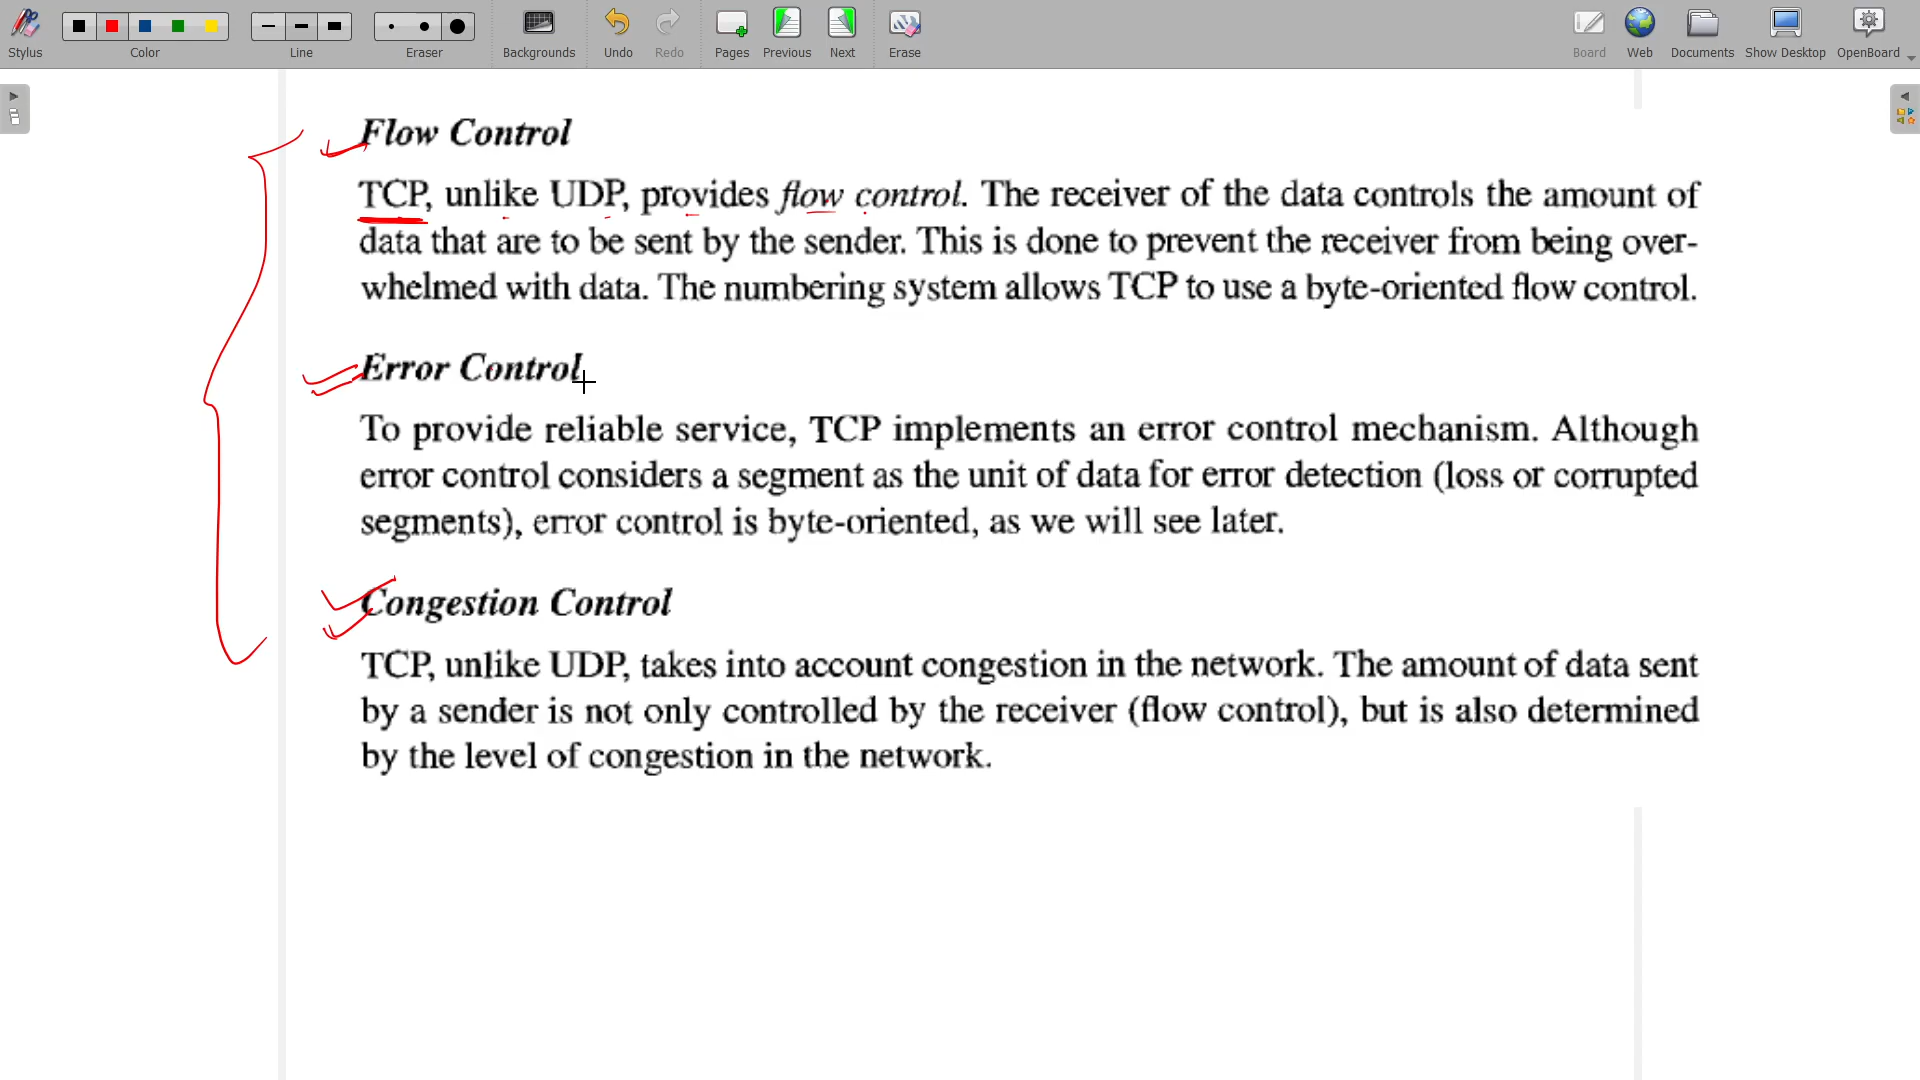 Stylus Color Line Eraser Backgrounds Undo Redo Pages Previous Next Erase Board Web Documents Show Desktop OpenBoard
Flow Control
TCP, unlike UDP, provides flow control. The receiver of the data controls the amount of
data that are to be sent by the sender. This is done to prevent the receiver from being over-
whelmed with data. The numbering system allows TCP to use a byte-oriented flow control.
Error Control
To provide reliable service, TCP implements an error control mechanism. Although
error control considers a segment as the unit of data for error detection (loss or corrupted
segments), error control is byte-oriented, as we will see later.
Congestion Control
TCP, unlike UDP, takes into account congestion in the network. The amount of data sent
by a sender is not only controlled by the receiver (flow control), but is also determined
by the level of congestion in the network.